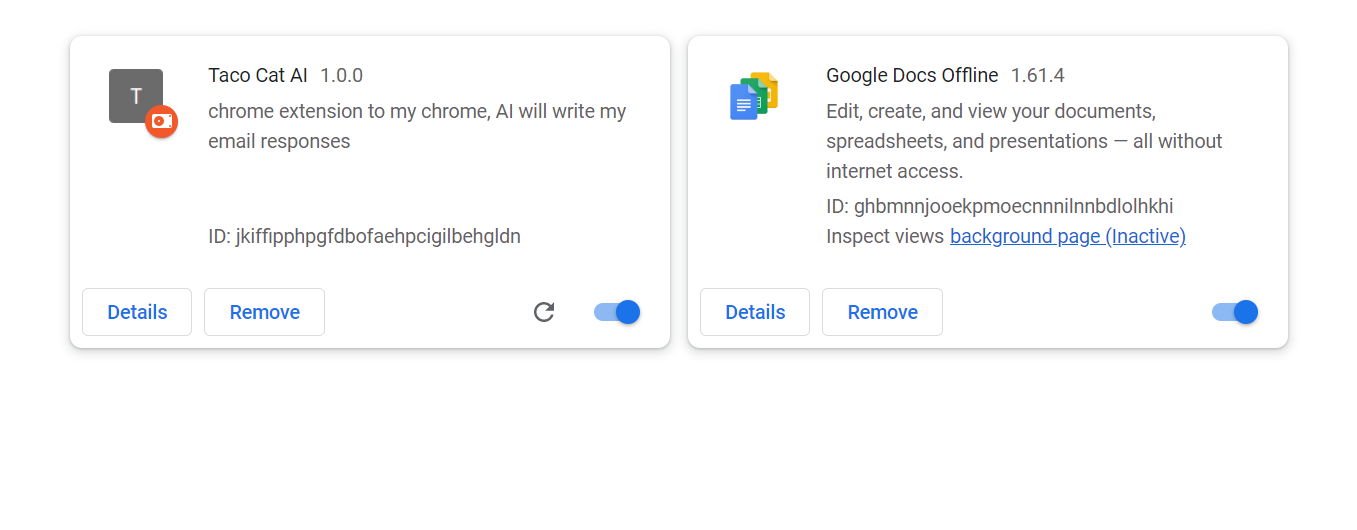 T
Taco Cat AI 1.0.0
chrome extension to my chrome, AI will write my
email responses
ID: jkiffipphpgfdbofaehpcigilbehgldn
Details
Remove
Google Docs Offline 1.61.4
Edit, create, and view your documents,
spreadsheets, and presentations — all without
internet access.
ID: ghbmnnjooekpmoecnnnilnnbdlolhkhi
Inspect views background page (Inactive)
Details
Remove